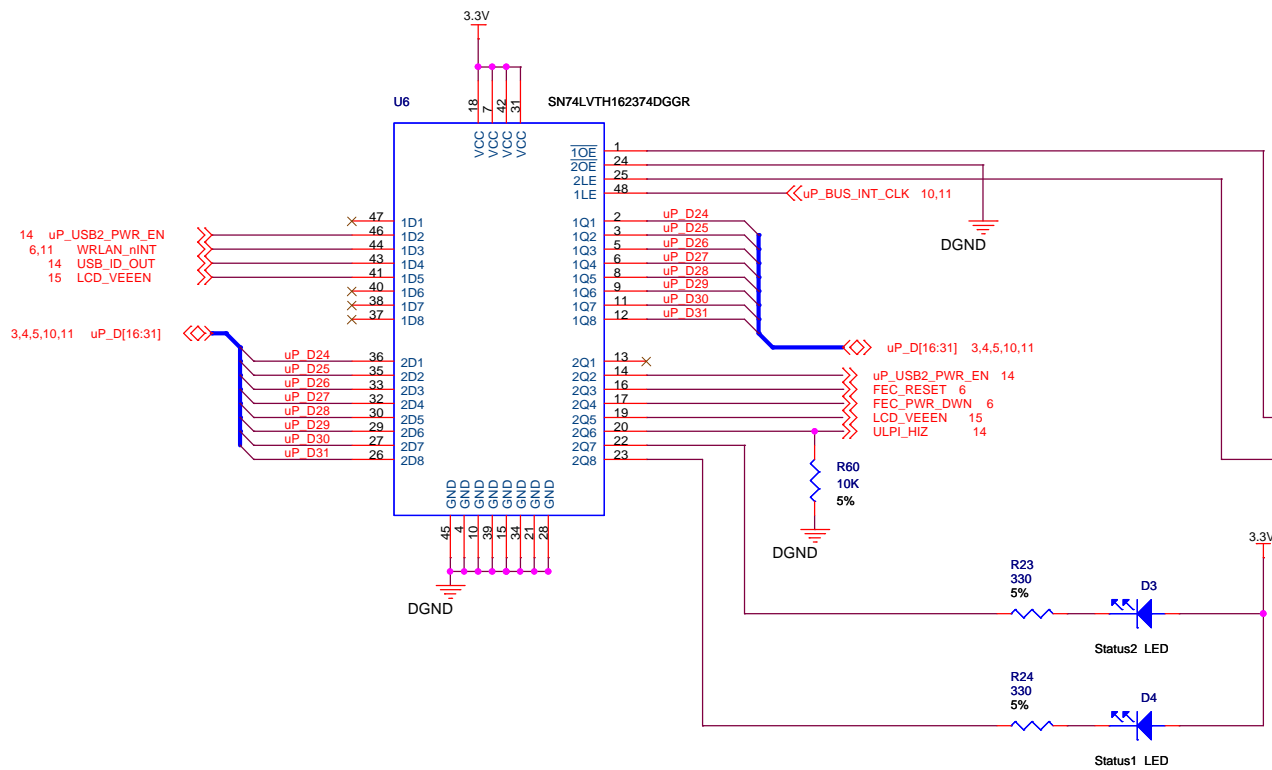 3.3V
U6
SN74LVTH162374DGGR
18
7
42
31
VCC
VCC
VCC
VCC
1OE
1
2OE
24
2LE
25
1LE
48
uP_BUS_INT_CLK 10,11
DGND
47
1D1
14 uP_USB2_PWR_EN
46
1D2
6,11 WRLAN_nINT
44
1D3
14 USB_ID_OUT
43
1D4
15 LCD_VEEEN
41
1D5
40
1D6
38
1D7
37
1D8
1Q1
2
uP_D24
1Q2
3
uP_D25
1Q3
5
uP_D26
1Q4
6
uP_D27
1Q5
8
uP_D28
1Q6
9
uP_D29
1Q7
11
uP_D30
1Q8
12
uP_D31
3,4,5,10,11 uP_D[16:31]
uP_D[16:31] 3,4,5,10,11
uP_D24
36
2D1
uP_D25
35
2D2
uP_D26
33
2D3
uP_D27
32
2D4
uP_D28
30
2D5
uP_D29
29
2D6
uP_D30
27
2D7
uP_D31
26
2D8
2Q1
13
2Q2
14
uP_USB2_PWR_EN 14
2Q3
16
FEC_RESET 6
2Q4
17
FEC_PWR_DWN 6
2Q5
19
LCD_VEEEN 15
2Q6
20
ULPI_HIZ 14
2Q7
22
2Q8
23
R60
10K
5%
DGND
GND
GND
GND
GND
GND
GND
GND
GND
45
4
10
39
15
34
21
28
DGND
3.3V
R23
330
5%
D3
Status2 LED
R24
330
5%
D4
Status1 LED